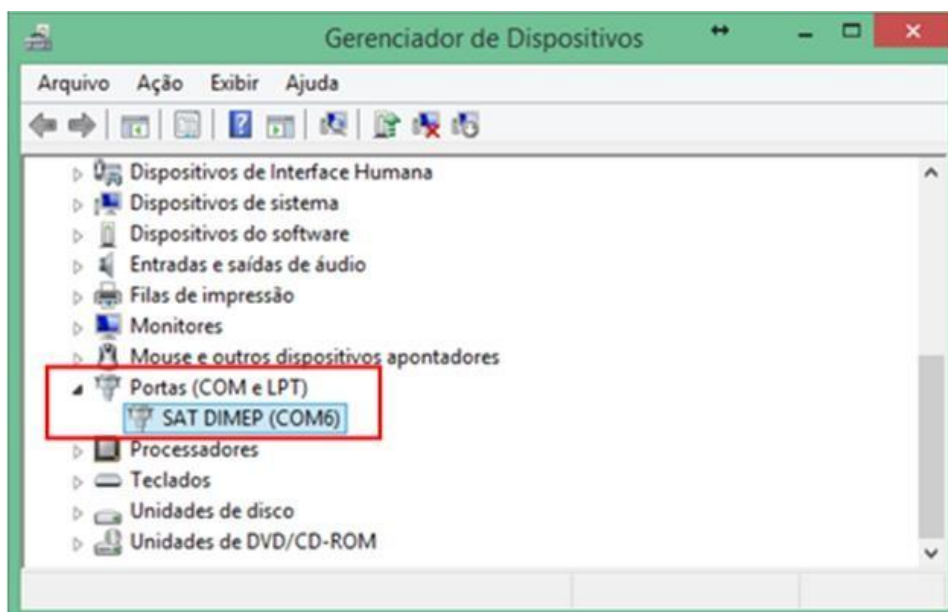 Gerenciador de Dispositivos
Arquivo Ação Exibir Ajuda
Dispositivos de Interface Humana
Dispositivos de sistema
Dispositivos do software
Entradas e saídas de áudio
Filas de impressão
Monitores
Mouse e outros dispositivos apontadores
Portas (COM e LPT)
SAT DIMEP (COM6)
Processadores
Teclados
Unidades de disco
Unidades de DVD/CD-ROM